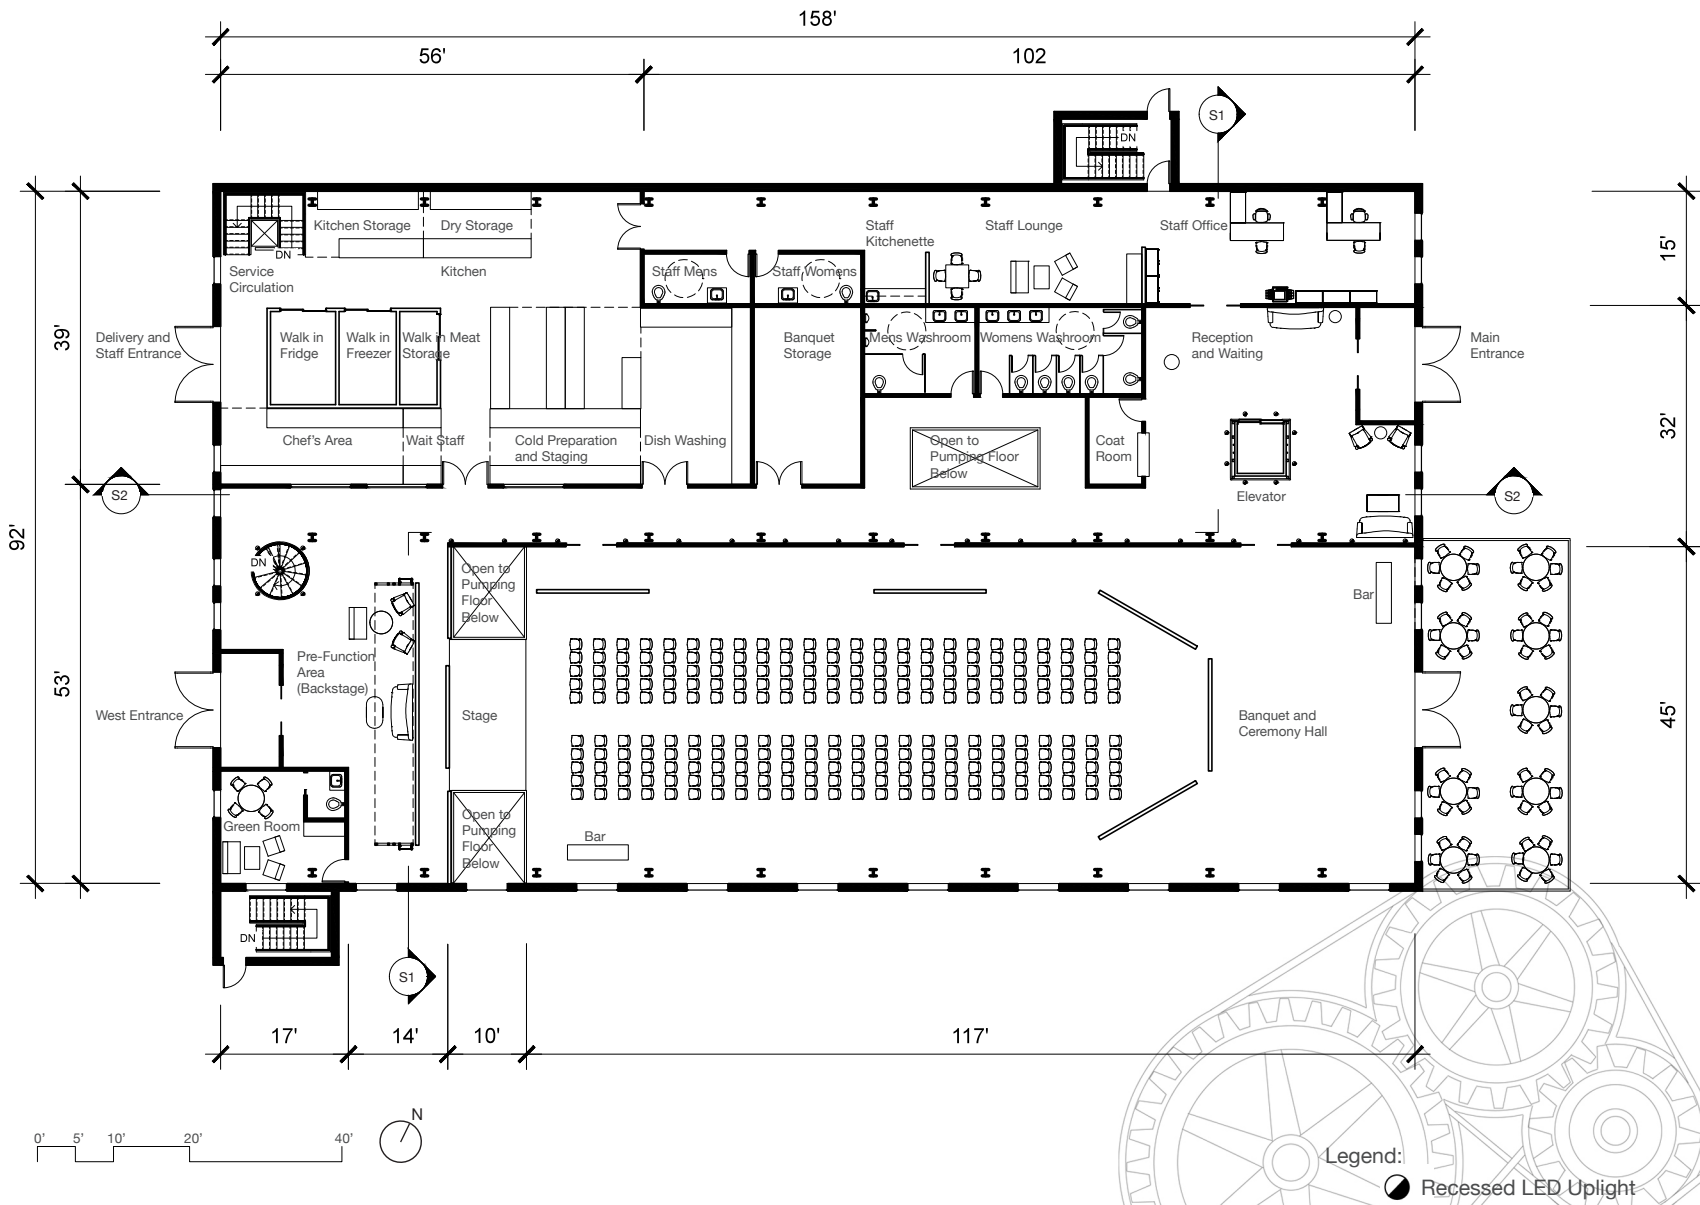 158'
56'
102
S1
DN
Kitchen Storage
Dry Storage
Staff
Kitchenette
Staff Lounge
Staff Office
DN
Service
Circulation
Kitchen
Staff Mens
Staff Womens
15'
39'
Delivery and
Staff Entrance
Walk in
Fridge
Walk in
Freezer
Walk in Meat
Storage
Banquet
Storage
Mens Washroom
Womens Washroom
Reception
and Waiting
Main
Entrance
32'
Chef's Area
Wait Staff
Cold Preparation
and Staging
Dish Washing
Open to
Pumping Floor
Below
Coat
Room
Elevator
S2
S2
92'
DN
Open to
Pumping
Floor
Below
Bar
53'
Pre-Function
Area
(Backstage)
West Entrance
Stage
Banquet and
Ceremony Hall
45'
Green Room
Open to
Pumping
Floor
Below
Bar
DN
S1
17'
14'
10'
117'
0'
5'
10'
20'
40'
N
Legend:
Recessed LED Uplight